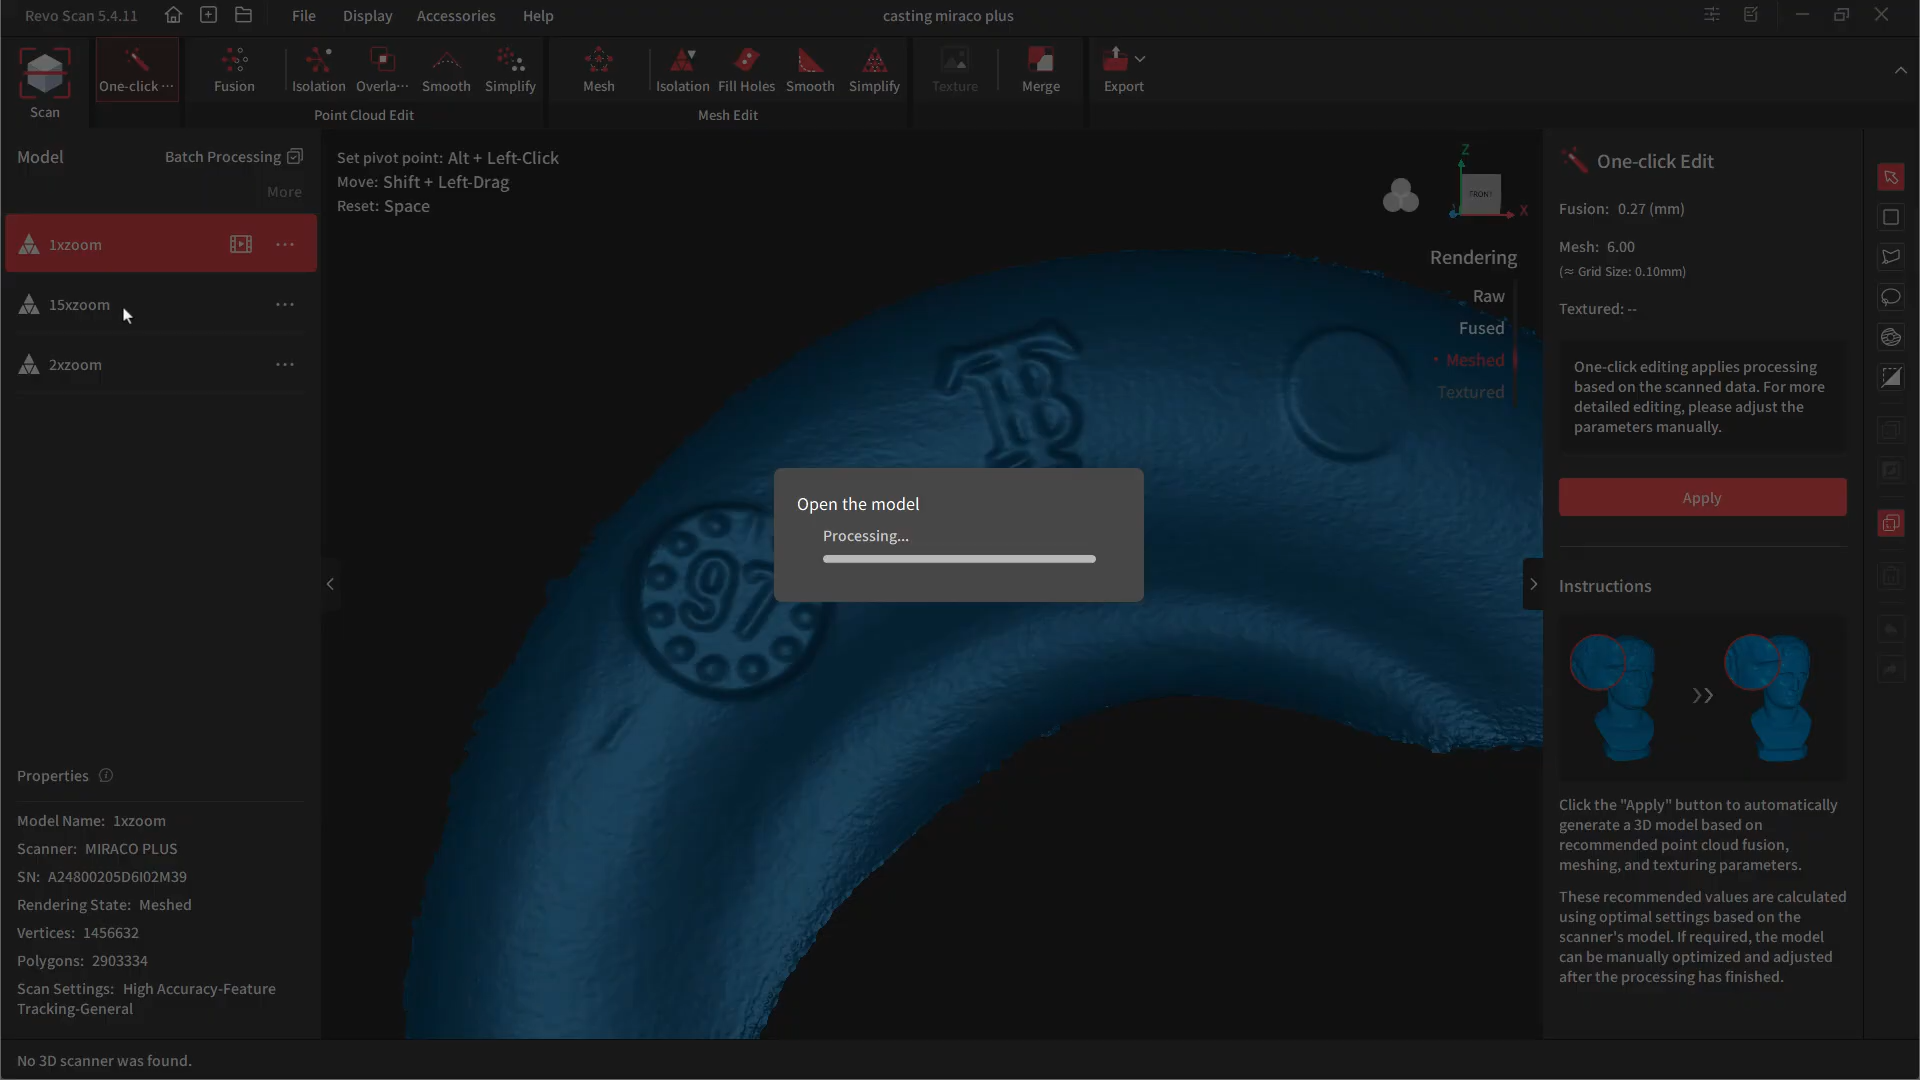 Revo Scan 5.4.11
File
Display
Accessories
Help
casting miraco plus
Scan
One-click ···
Fusion
Isolation
Overla···
Smooth
Simplify
Point Cloud Edit
Mesh
Isolation
Fill Holes
Smooth
Simplify
Mesh Edit
Texture
Merge
Export
Model
Batch Processing
More
1xzoom
15xzoom
2xzoom
Properties
Model Name: 1xzoom
Scanner: MIRACO PLUS
SN: A24800205D6I02M39
Rendering State: Meshed
Vertices: 1456632
Polygons: 2903334
Scan Settings: High Accuracy-Feature
Tracking-General
No 3D scanner was found.
Set pivot point: Alt + Left-Click
Move: Shift + Left-Drag
Reset: Space
Z
FRONT
X
Rendering
Raw
Fused
Meshed
Textured
97
Open the model
Processing...
One-click Edit
Fusion: 0.27 (mm)
Mesh: 6.00
(≈ Grid Size: 0.10mm)
Textured: --
One-click editing applies processing
based on the scanned data. For more
detailed editing, please adjust the
parameters manually.
Apply
Instructions
Click the "Apply" button to automatically
generate a 3D model based on
recommended point cloud fusion,
meshing, and texturing parameters.
These recommended values are calculated
using optimal settings based on the
scanner's model. If required, the model
can be manually optimized and adjusted
after the processing has finished.